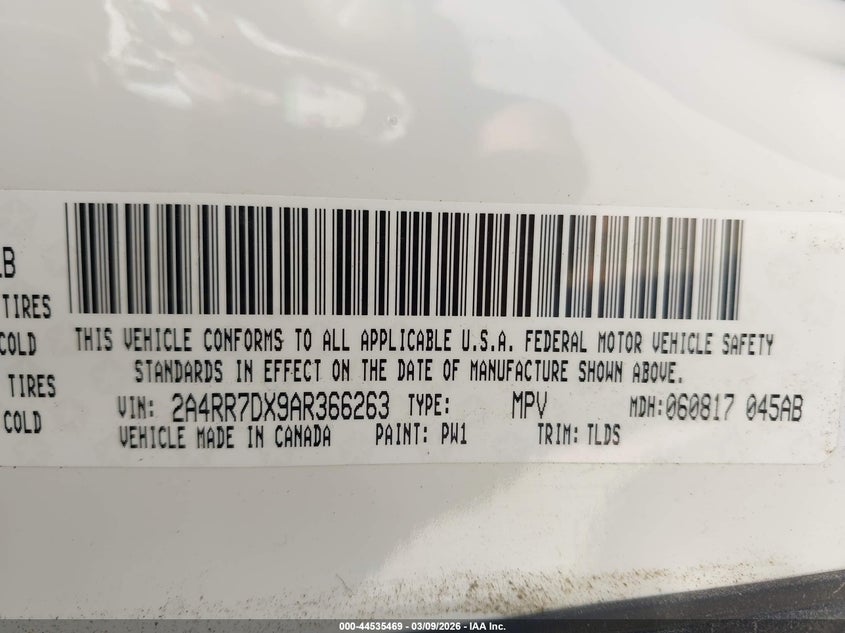 LB
TIRES
COLD
TIRES
COLD
THIS VEHICLE CONFORMS TO ALL APPLICABLE U.S.A. FEDERAL MOTOR VEHICLE SAFETY
STANDARDS IN EFFECT ON THE DATE OF MANUFACTURE SHOWN ABOVE.
VIN: 2A4RR7DX9AR366263 TYPE: MPV MDH:060817 045AB
VEHICLE MADE IN CANADA PAINT: PW1 TRIM: TLDS
000-44535469 - 03/09/2026 - IAA Inc.